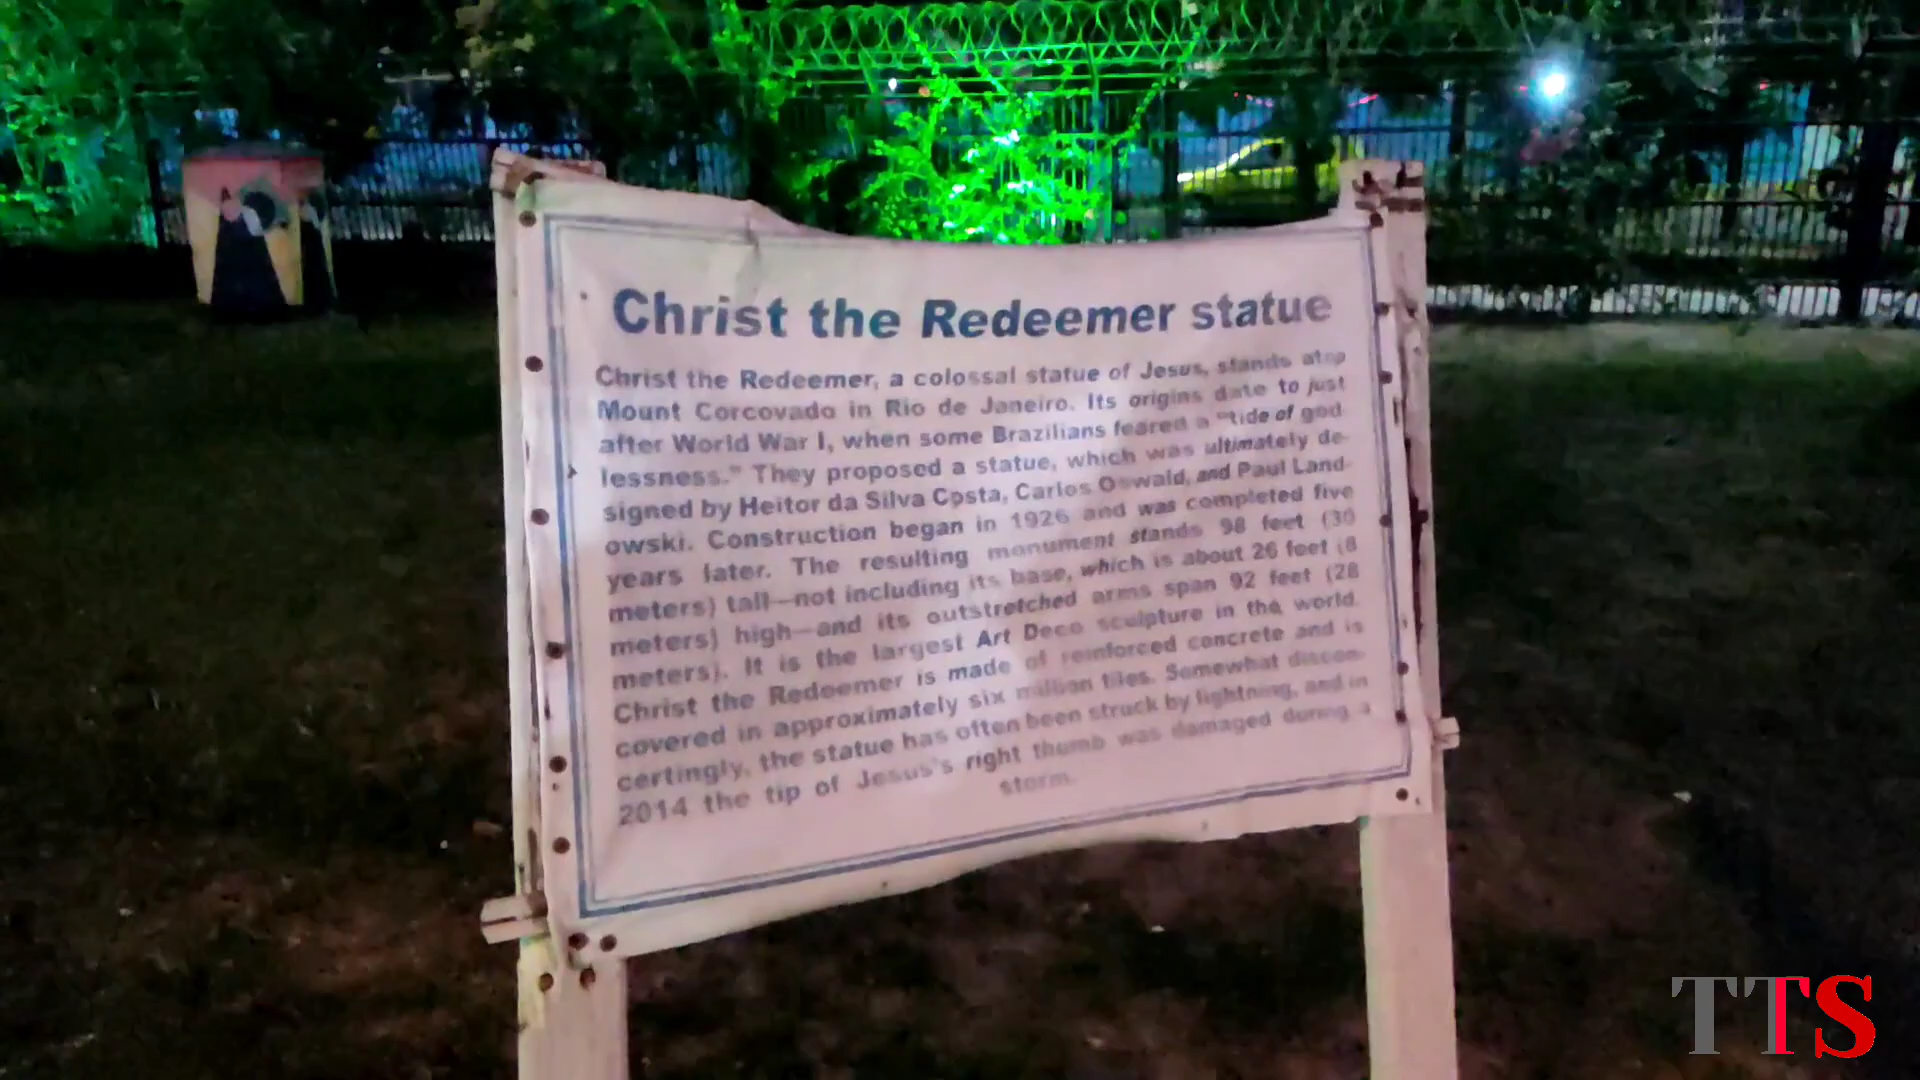 Christ the Redeemer statue
Christ the Redeemer, a colossal statue of Jesus, stands atop
Mount Corcovado in Rio de Janeiro. Its origins date to just
after World War I, when some Brazilians feared a "tide of god
lessness." They proposed a statue, which was ultimately de-
signed by Heitor da Silva Costa, Carlos Oswald, and Paul Land-
owski. Construction began in 1926 and was completed five
years later. The resulting monument stands 98 feet (30
meters) tall—not including its base, which is about 26 feet (8
meters) high—and its outstretched arms span 92 feet (28
meters). It is the largest Art Deco sculpture in the world.
Christ the Redeemer is made of reinforced concrete and is
covered in approximately six million tiles. Somewhat discon-
certingly, the statue has often been struck by lightning, and in
2014 the tip of Jesus's right thumb was damaged during a
storm.
TTS